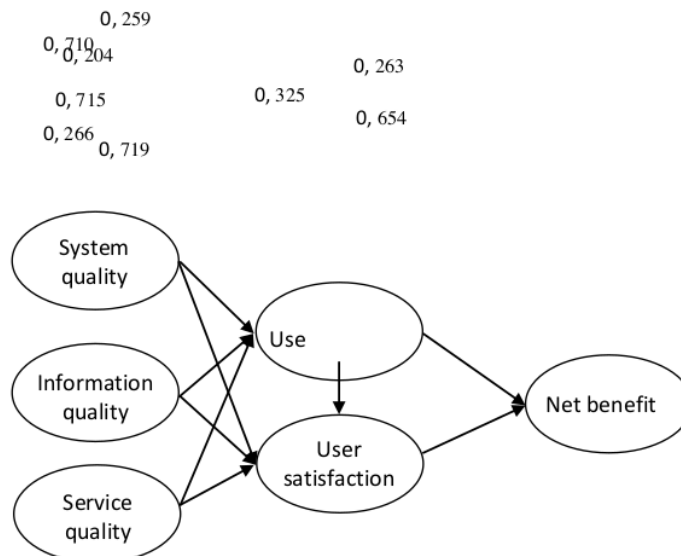 0, 259
0, 710
0, 204
0, 263
0, 325
0, 715
0, 654
0, 266
0, 719
System
quality
Use
Information
quality
Net benefit
User
satisfaction
Service
quality